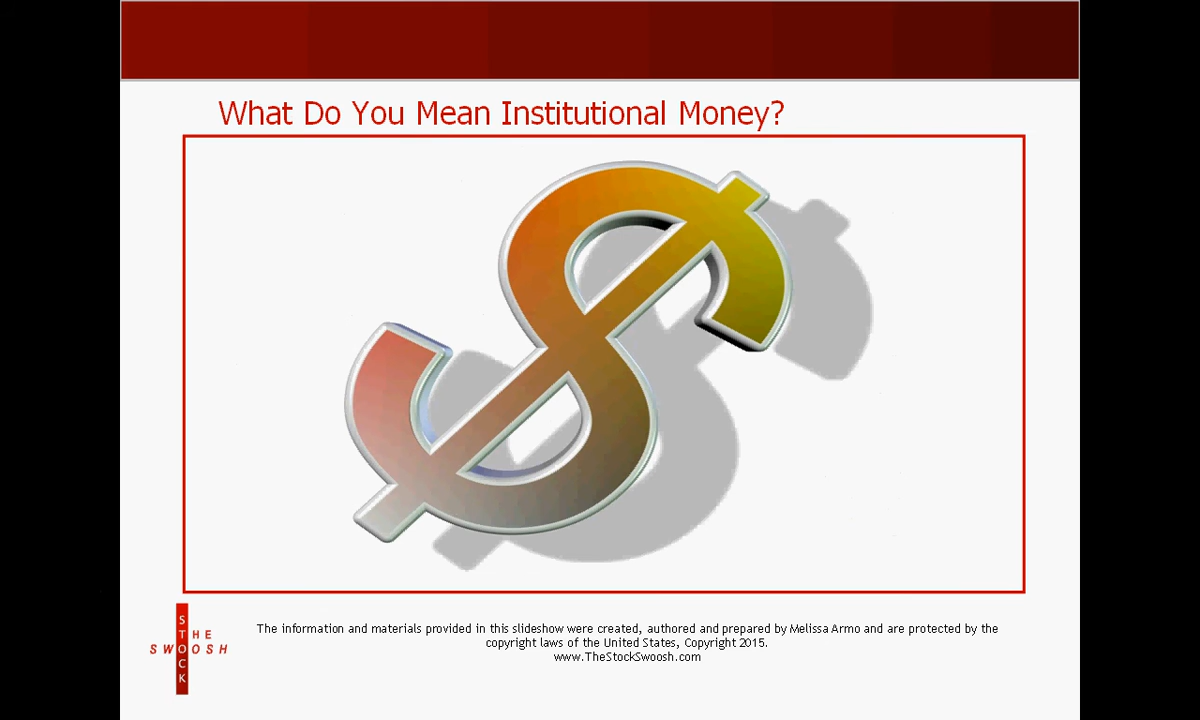 What Do You Mean Institutional Money?
THE
STOCK
SWOOSH
The information and materials provided in this slideshow were created, authored and prepared by Melissa Armo and are protected by the
copyright laws of the United States, Copyright 2015.
www.TheStockSwoosh.com